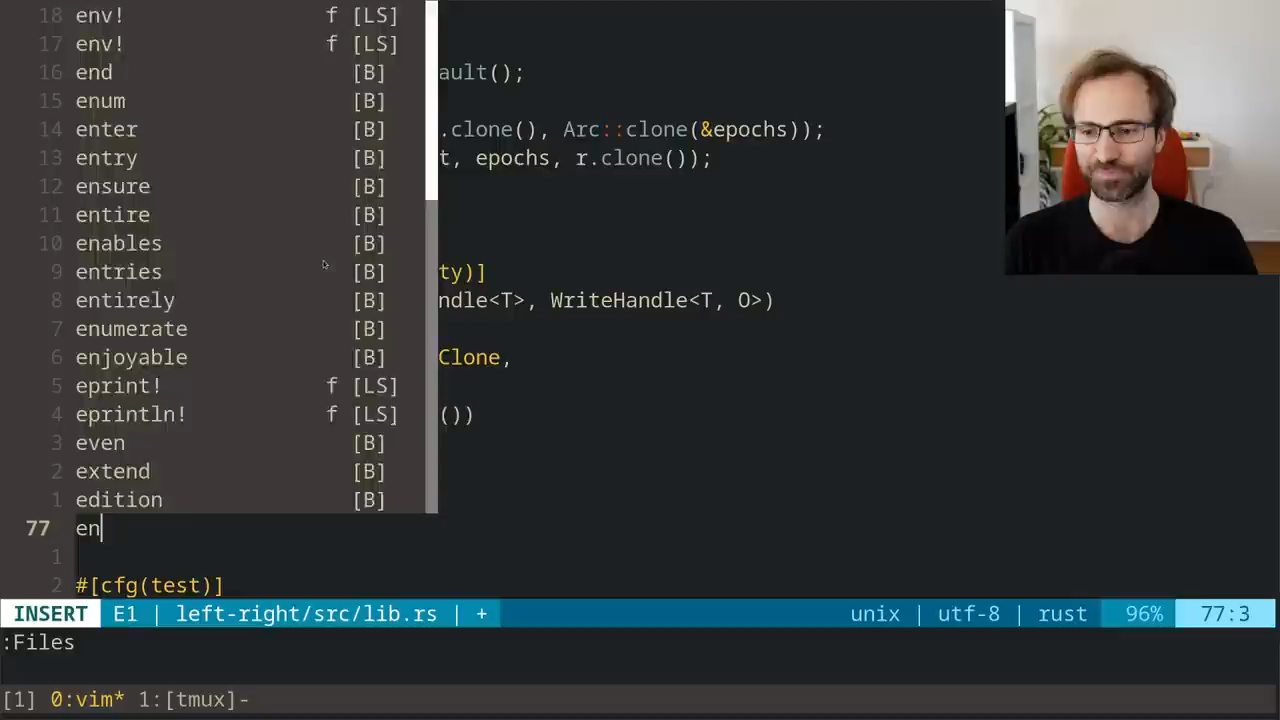 18 env! f [LS]
17 env! f [LS]
16 end [B] ault();
15 enum [B]
14 enter [B] .clone(), Arc::clone(&epochs));
13 entry [B] t, epochs, r.clone());
12 ensure [B]
11 entire [B]
10 enables [B]
9 entries [B] ty)]
8 entirely [B] ndle<T>, WriteHandle<T, O>)
7 enumerate [B]
6 enjoyable [B] Clone,
5 eprint! f [LS]
4 eprintln! f [LS] ())
3 even [B]
2 extend [B]
1 edition [B]
77 en
1
2 #[cfg(test)]
INSERT E1 | left-right/src/lib.rs | + unix | utf-8 | rust 96% 77:3
:Files
[1] 0:vim* 1:[tmux]-